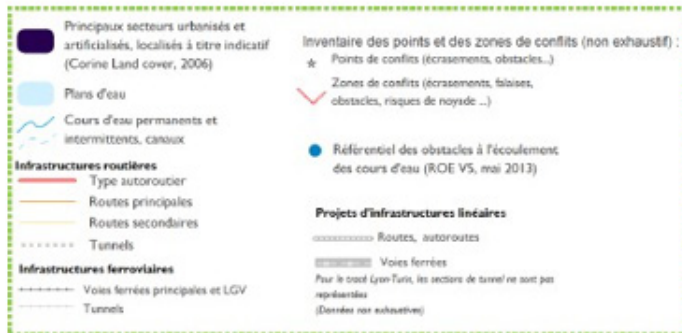 Principaux secteurs urbanisés et
artificialisés, localisés à titre indicatif
(Corine Land cover, 2006)
Plans d'eau
Cours d'eau permanents et
intermittents, canaux
Infrastructures routières
Type autoroutier
Routes principales
Routes secondaires
Tunnels
Infrastructures ferroviaires
Voies ferrées principales et LGV
Tunnels
Inventaire des points et des zones de conflits (non exhaustif) :
Points de conflits (écrasements, obstacles...)
Zones de conflits (écrasements, falaises,
obstacles, risques de noyade ...)
Référentiel des obstacles à l'écoulement
des cours d'eau (ROE V5, mai 2013)
Projets d'infrastructures linéaires
Routes, autoroutes
Voies ferrées
Pour le tracé Lyon-Turin, les sections de tunnel ne sont pas
représentées
(Données non exhaustives)